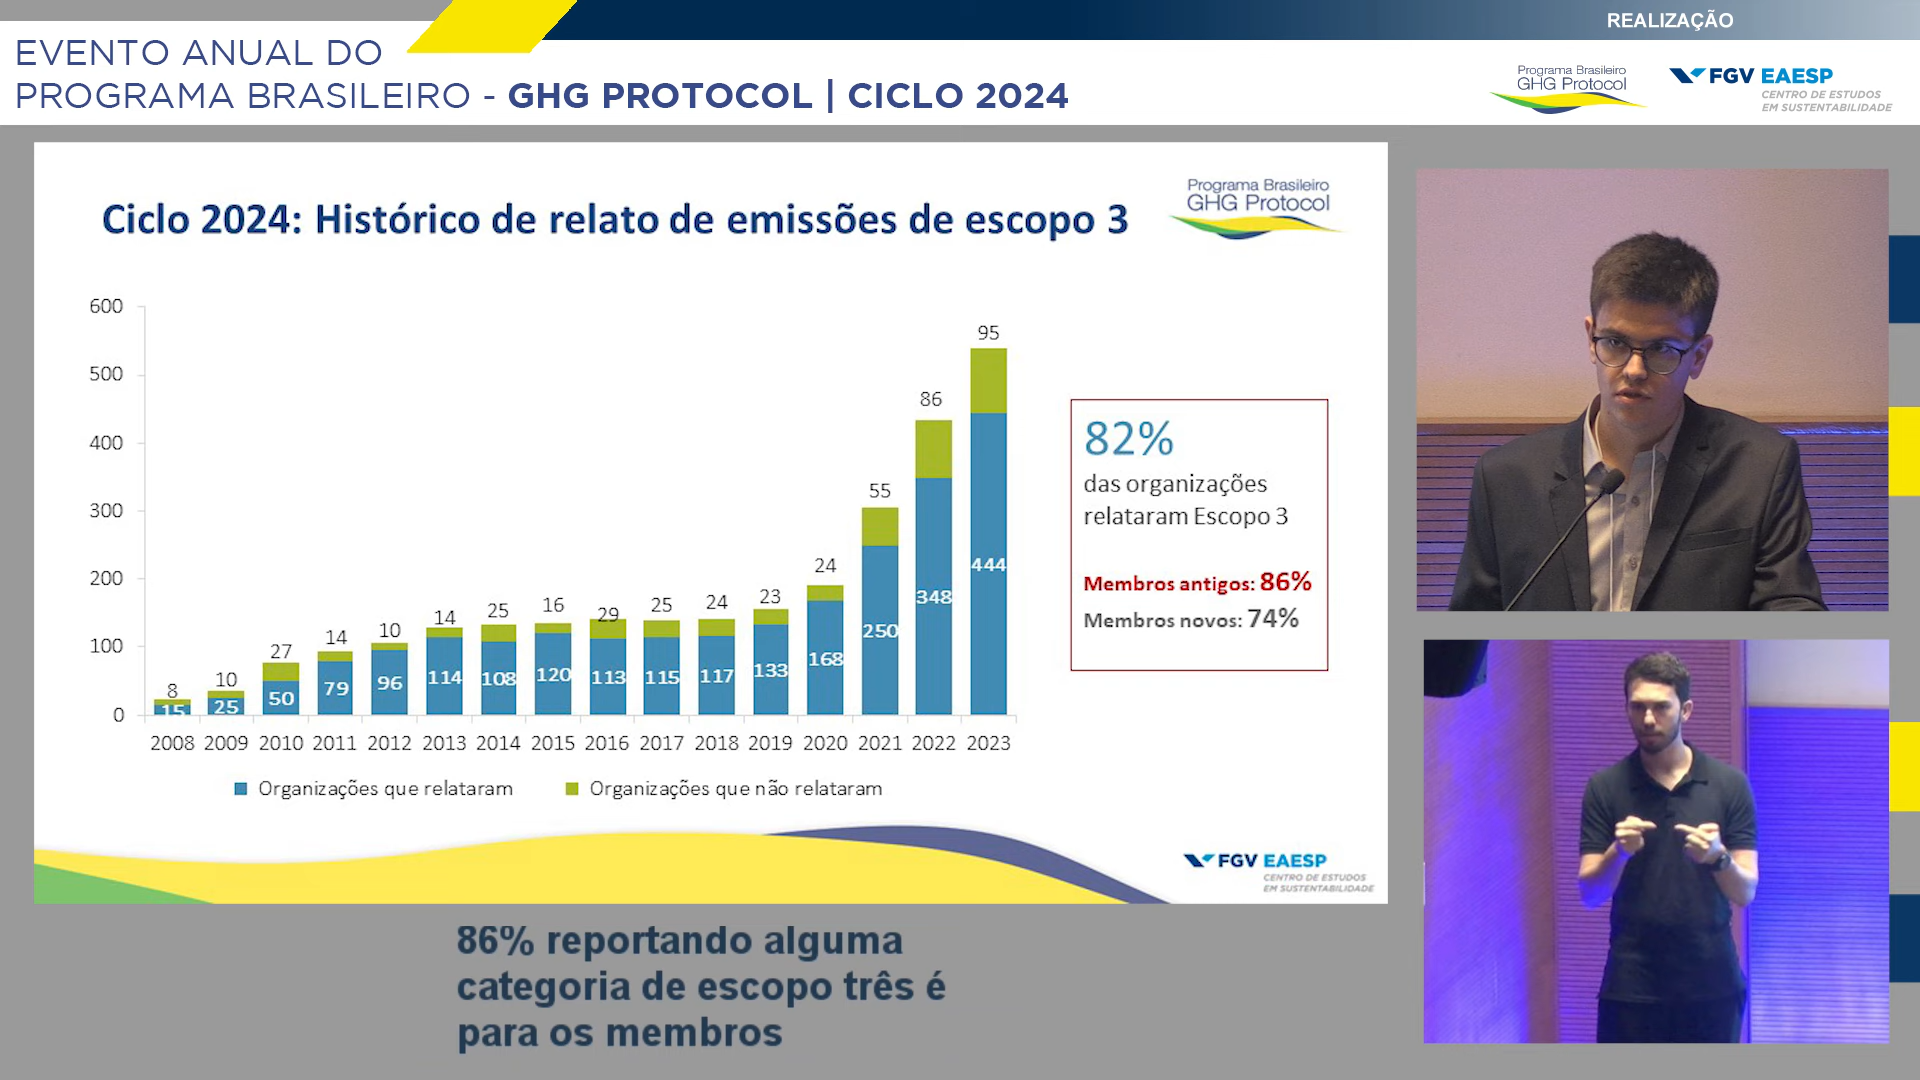 REALIZAÇÃO
EVENTO ANUAL DO
PROGRAMA BRASILEIRO - GHG PROTOCOL | CICLO 2024
Programa Brasileiro
GHG Protocol
FGV EAESP
CENTRO DE ESTUDOS
EM SUSTENTABILIDADE
Ciclo 2024: Histórico de relato de emissões de escopo 3
Programa Brasileiro
GHG Protocol
600
500
400
300
200
100
0
8 10 27 14 10 14 25 16 29 25 24 23 24 55 86 95
15 25 50 79 96 114 108 120 113 115 117 133 168 250 348 444
2008 2009 2010 2011 2012 2013 2014 2015 2016 2017 2018 2019 2020 2021 2022 2023
Organizações que relataram Organizações que não relataram
82%
das organizações
relataram Escopo 3
Membros antigos: 86%
Membros novos: 74%
FGV EAESP
CENTRO DE ESTUDOS
EM SUSTENTABILIDADE
86% reportando alguma
categoria de escopo três é
para os membros